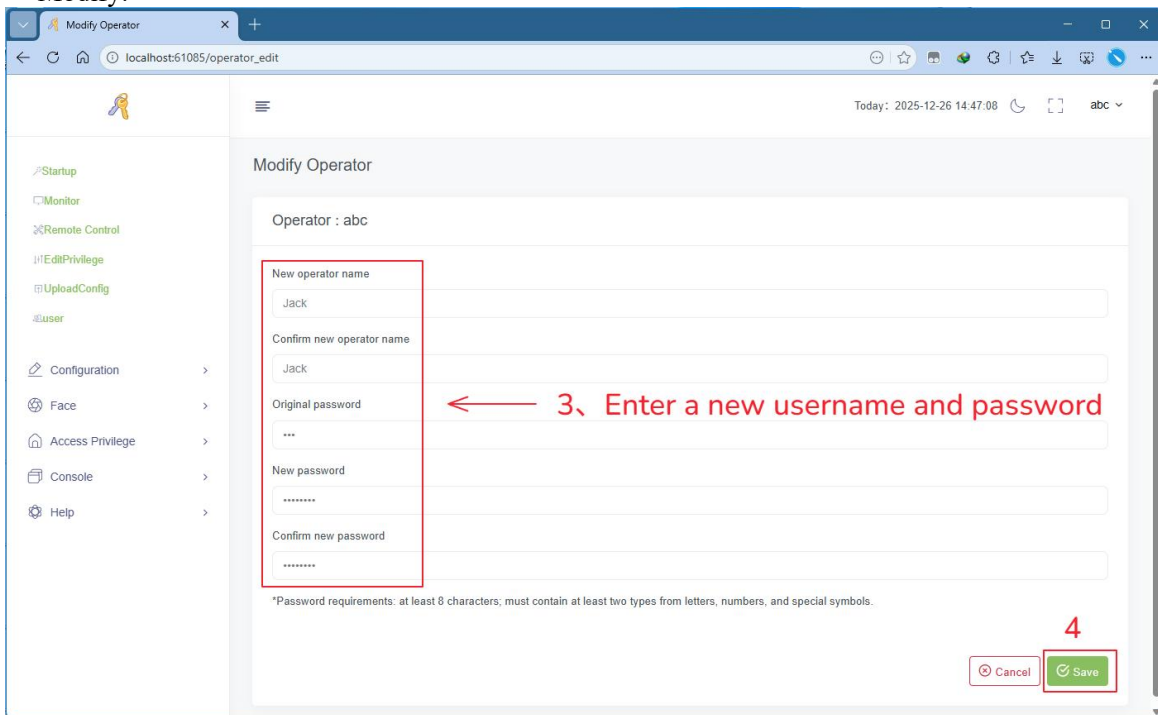 Modify.
Modify Operator
localhost:61085/operator_edit
Today: 2025-12-26 14:47:08
abc
Startup
Monitor
Remote Control
EditPrivilege
UploadConfig
user
Configuration
Face
Access Privilege
Console
Help
Modify Operator
Operator : abc
New operator name
Jack
Confirm new operator name
Jack
Original password
•••
3、Enter a new username and password
New password
••••••••
Confirm new password
••••••••
*Password requirements: at least 8 characters; must contain at least two types from letters, numbers, and special symbols.
4
Cancel
Save